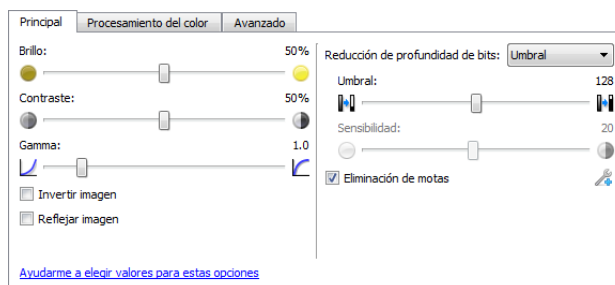 Principal
Procesamiento del color
Avanzado
Brillo: 50%
Contraste: 50%
Gamma: 1.0
Invertir imagen
Reflejar imagen
Ayudarme a elegir valores para estas opciones
Reducción de profundidad de bits: Umbral
Umbral: 128
Sensibilidad: 20
Eliminación de motas